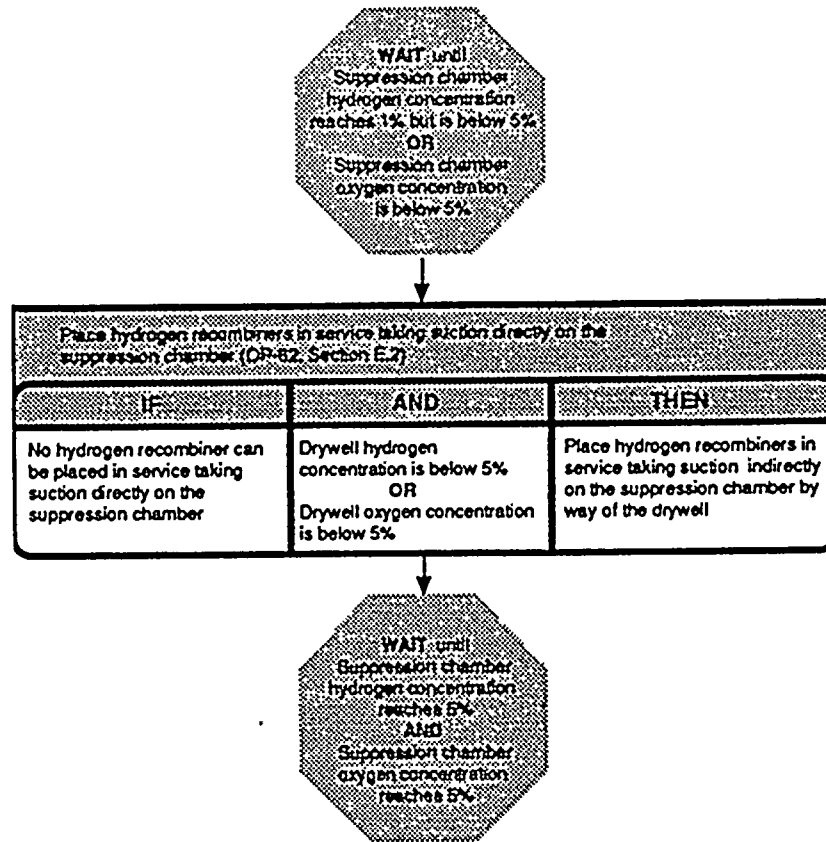 WAIT until
Suppression chamber
hydrogen concentration
reaches 1% but is below 5%
OR
Suppression chamber
oxygen concentration
is below 5%
Place hydrogen recombiners in service taking suction directly on the
suppression chamber (OP-62, Section E.2)
IF
AND
THEN
No hydrogen recombiner can
be placed in service taking
suction directly on the
suppression chamber
Drywell hydrogen
concentration is below 5%
OR
Drywell oxygen concentration
is below 5%
Place hydrogen recombiners in
service taking suction indirectly
on the suppression chamber by
way of the drywell
WAIT until
Suppression chamber
hydrogen concentration
reaches 5%
AND
Suppression chamber
oxygen concentration
reaches 5%